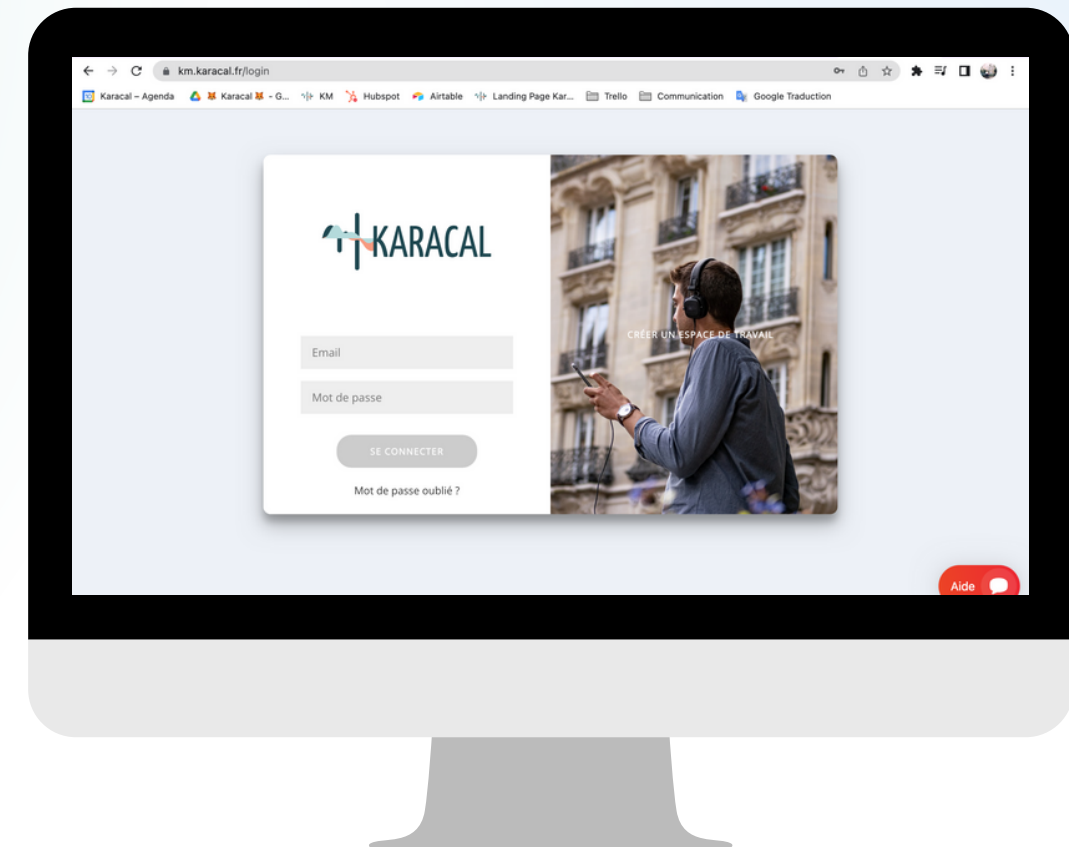 km.karacal.fr/login
Karacal – Agenda Karacal - G... KM Hubspot Airtable Landing Page Kar... Trello Communication Google Traduction
KARACAL
Email
Mot de passe
SE CONNECTER
Mot de passe oublié ?
CRÉER UN ESPACE DE TRAVAIL
Aide